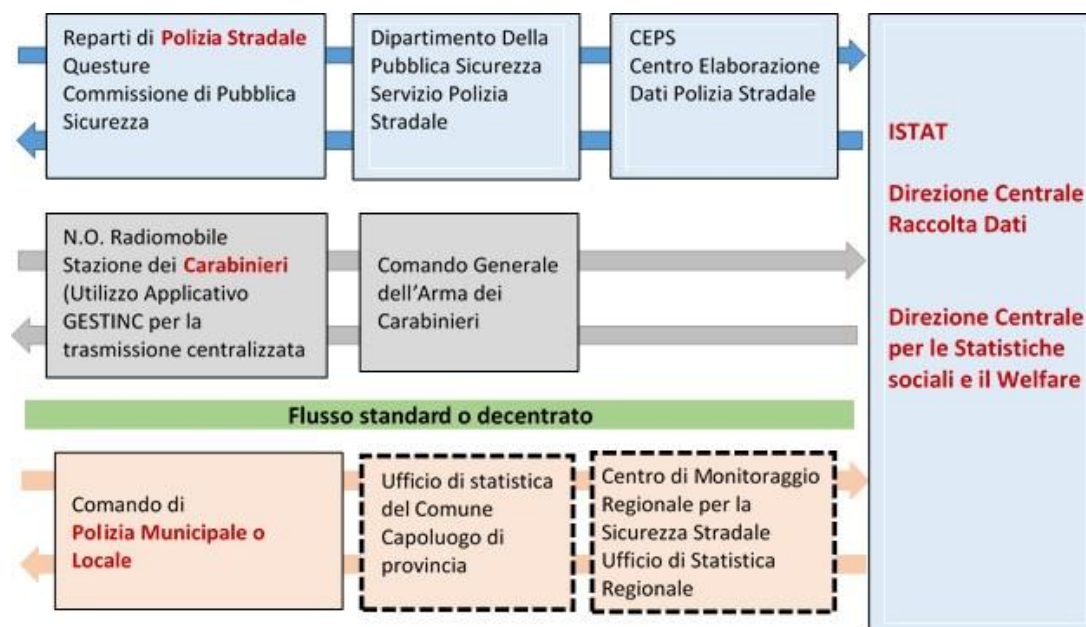 Reparti di Polizia Stradale
Questure
Commissione di Pubblica
Sicurezza
Dipartimento Della
Pubblica Sicurezza
Servizio Polizia
Stradale
CEPS
Centro Elaborazione
Dati Polizia Stradale
ISTAT
Direzione Centrale
Raccolta Dati
Direzione Centrale
per le Statistiche
sociali e il Welfare
N.O. Radiomobile
Stazione dei Carabinieri
(Utilizzo Applicativo
GESTINC per la
trasmissione centralizzata
Comando Generale
dell'Arma dei
Carabinieri
Flusso standard o decentrato
Comando di
Polizia Municipale o
Locale
Ufficio di statistica
del Comune
Capoluogo di
provincia
Centro di Monitoraggio
Regionale per la
Sicurezza Stradale
Ufficio di Statistica
Regionale